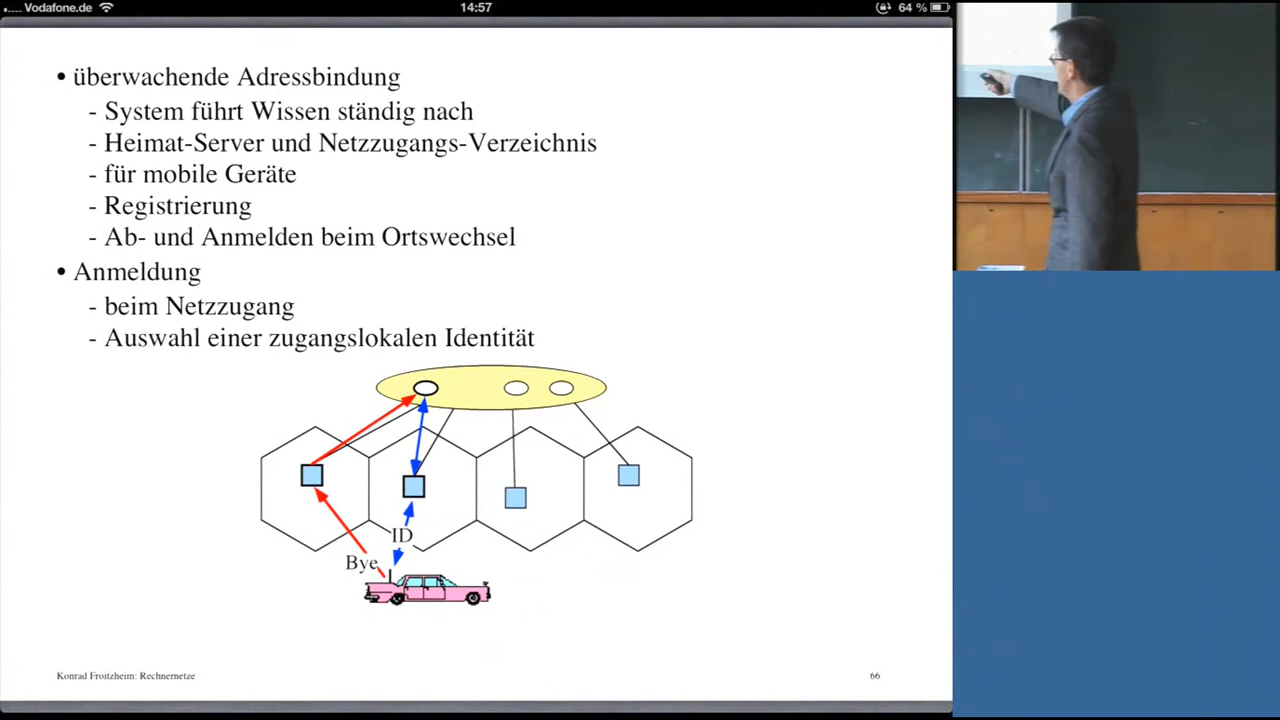 Vodafone.de 14:57 64 %
• überwachende Adressbindung
- System führt Wissen ständig nach
- Heimat-Server und Netzzugangs-Verzeichnis
- für mobile Geräte
- Registrierung
- Ab- und Anmelden beim Ortswechsel
• Anmeldung
- beim Netzzugang
- Auswahl einer zugangslokalen Identität
ID
Bye
Konrad Froitzheim: Rechnernetze 66